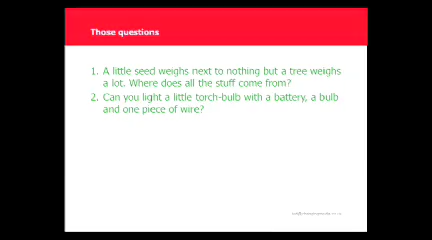 Those questions
1. A little seed weighs next to nothing but a tree weighs
a lot. Where does all the stuff come from?
2. Can you light a little torch-bulb with a battery, a bulb
and one piece of wire?